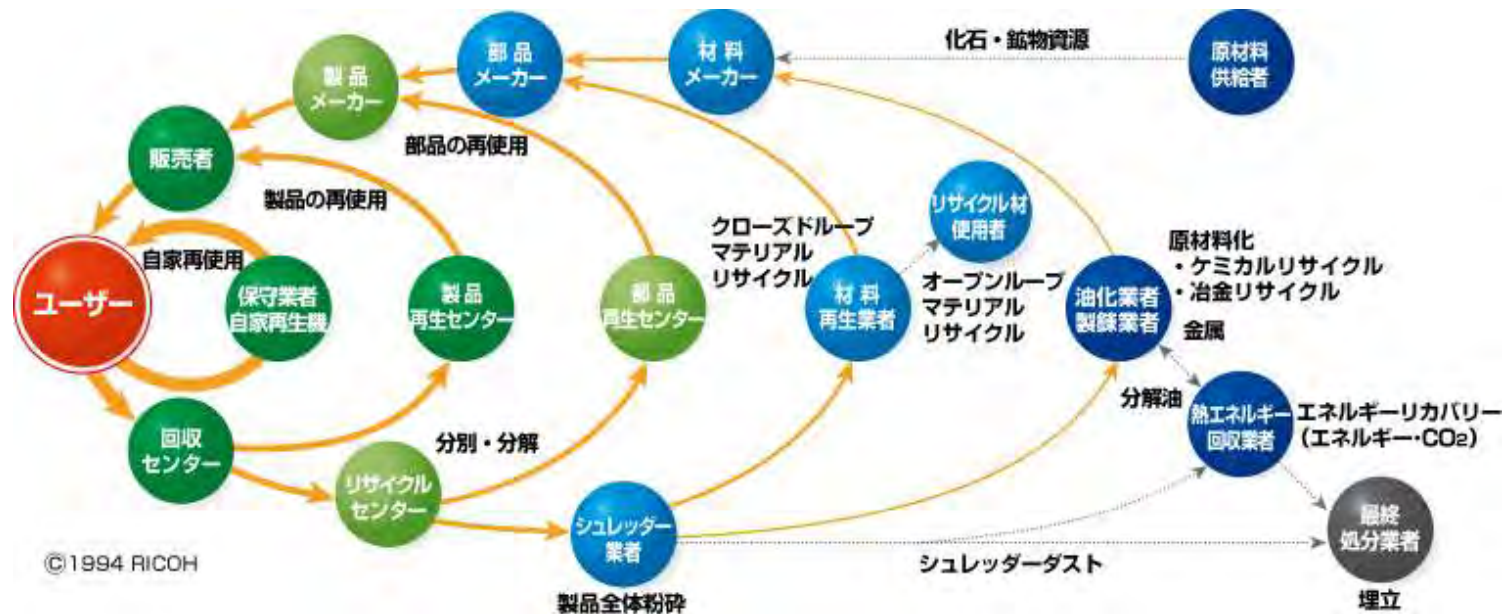 部品
メーカー
材料
メーカー
化石・鉱物資源
原材料
供給者
製品
メーカー
部品の再使用
販売者
製品の再使用
リサイクル材
使用者
クローズドループ
マテリアル
リサイクル
自家再使用
ユーザー
保守業者
自家再生機
製品
再生センター
部品
再生センター
材料
再生業者
オープンループ
マテリアル
リサイクル
油化業者
製錬業者
原材料化
・ケミカルリサイクル
・冶金リサイクル
金属
分解油
熱エネルギー
回収業者
エネルギーリカバリー
(エネルギー・CO2)
回収
センター
分別・分解
リサイクル
センター
シュレッダー
業者
製品全体粉砕
シュレッダーダスト
最終
処分業者
埋立
©1994 RICOH